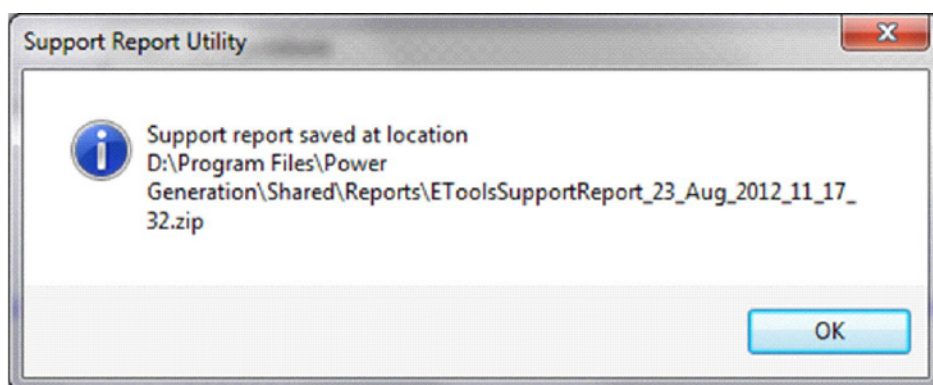 Support Report Utility
Support report saved at location
D:\Program Files\Power
Generation\Shared\Reports\EToolsSupportReport_23_Aug_2012_11_17_
32.zip
OK